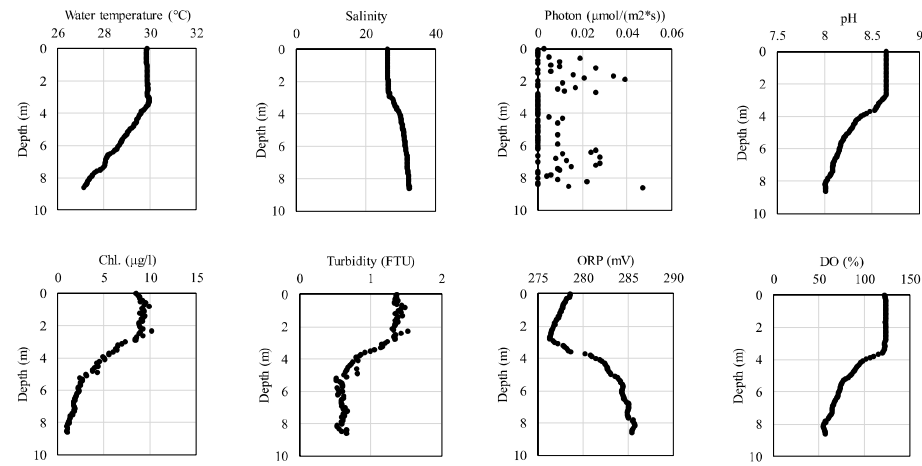 Water temperature (°C)
26 28 30 32
0
2
4
6
8
10
Depth (m)
Salinity
0 20 40
0
2
4
6
8
10
Depth (m)
Photon (μmol/(m2*s))
0 0.02 0.04 0.06
0
2
4
6
8
10
Depth (m)
pH
7.5 8 8.5 9
0
2
4
6
8
10
Depth (m)
Chl. (μg/l)
0 5 10 15
0
2
4
6
8
10
Depth (m)
Turbidity (FTU)
0 1 2
0
2
4
6
8
10
Depth (m)
ORP (mV)
275 280 285 290
0
2
4
6
8
10
Depth (m)
DO (%)
0 50 100 150
0
2
4
6
8
10
Depth (m)